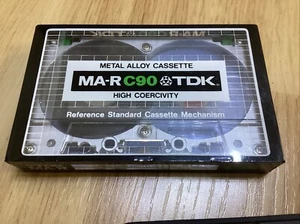 METAL ALLOY CASSETTE
MA-R C90 TDK
HIGH COERCIVITY
Reference Standard Cassette Mechanism